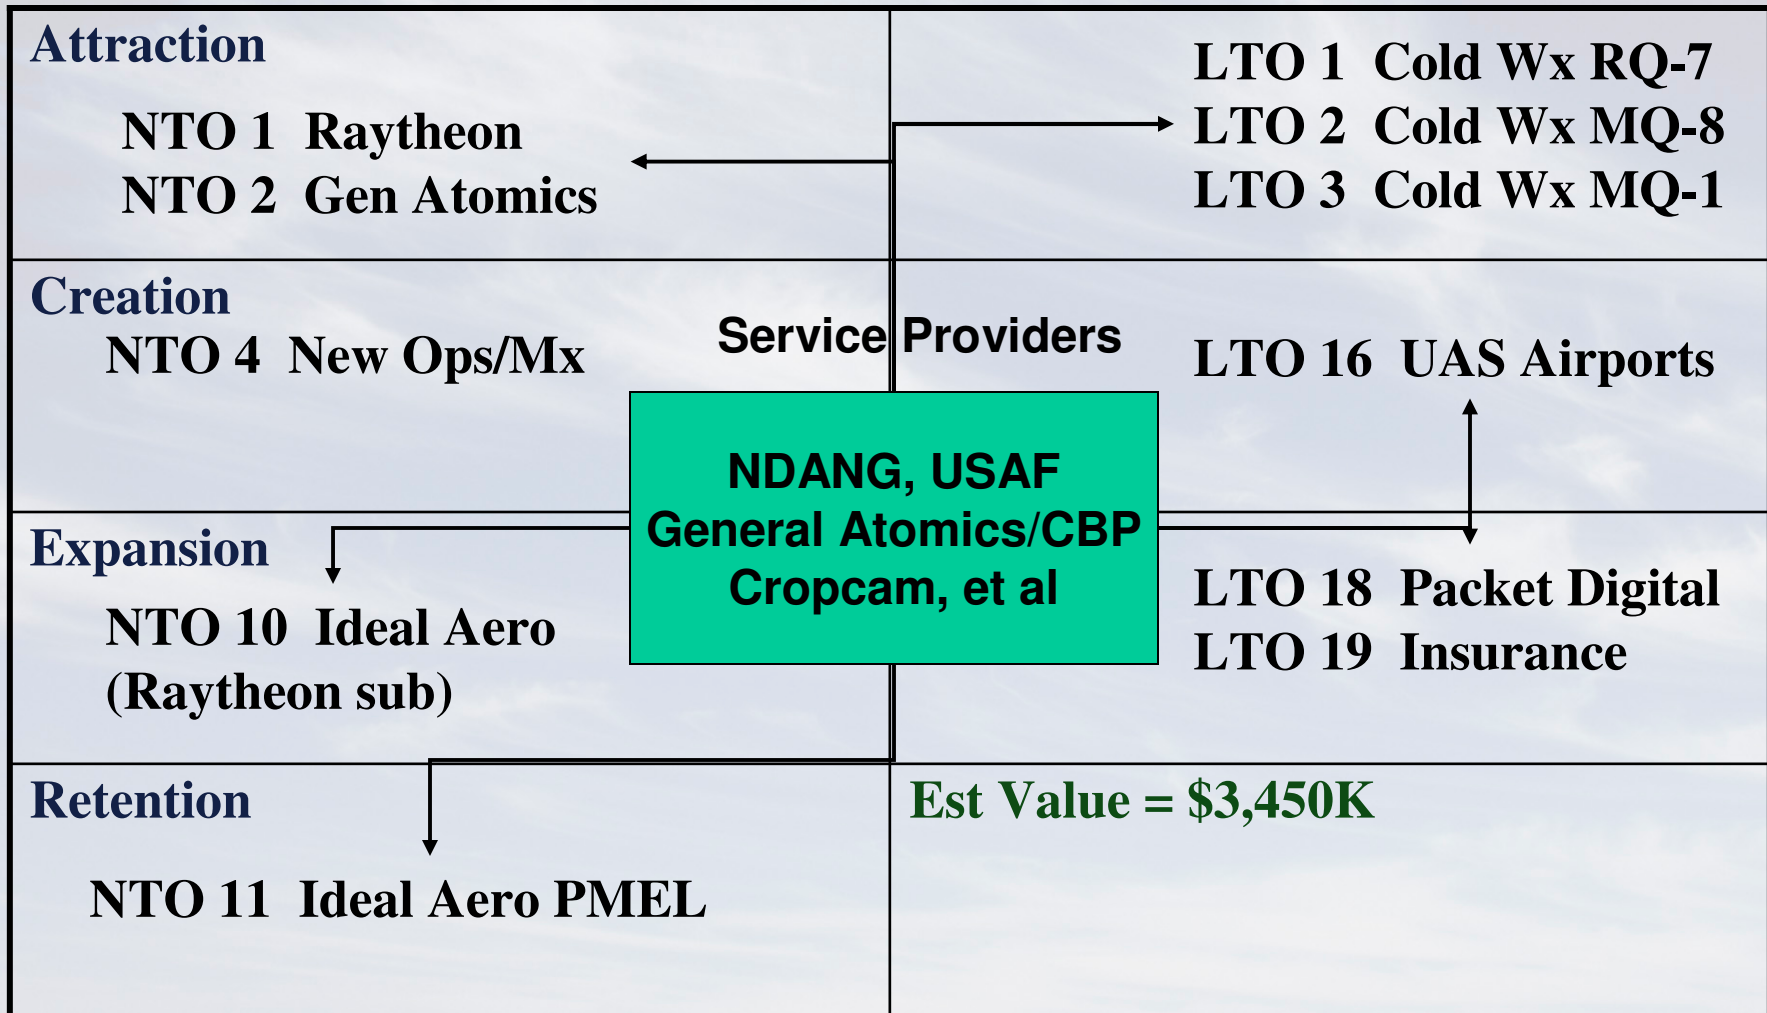 Attraction
NTO 1 Raytheon
NTO 2 Gen Atomics
LTO 1 Cold Wx RQ-7
LTO 2 Cold Wx MQ-8
LTO 3 Cold Wx MQ-1
Creation
NTO 4 New Ops/Mx
Service Providers
LTO 16 UAS Airports
NDANG, USAF
General Atomics/CBP
Cropcam, et al
Expansion
NTO 10 Ideal Aero
(Raytheon sub)
LTO 18 Packet Digital
LTO 19 Insurance
Retention
NTO 11 Ideal Aero PMEL
Est Value = $3,450K